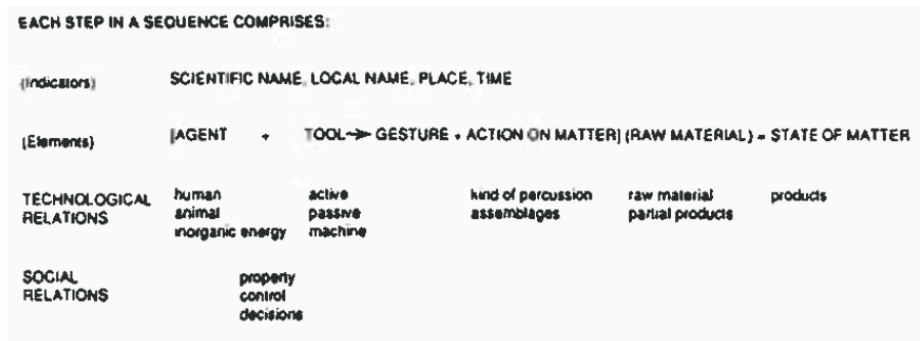 EACH STEP IN A SEQUENCE COMPRISES:
(Indicators) SCIENTIFIC NAME, LOCAL NAME, PLACE, TIME
(Elements) [AGENT + TOOL→ GESTURE + ACTION ON MATTER] (RAW MATERIAL) = STATE OF MATTER
TECHNOLOGICAL human active kind of percussion raw material products
RELATIONS animal passive assemblages partial products
inorganic energy machine
SOCIAL property
RELATIONS control
decisions